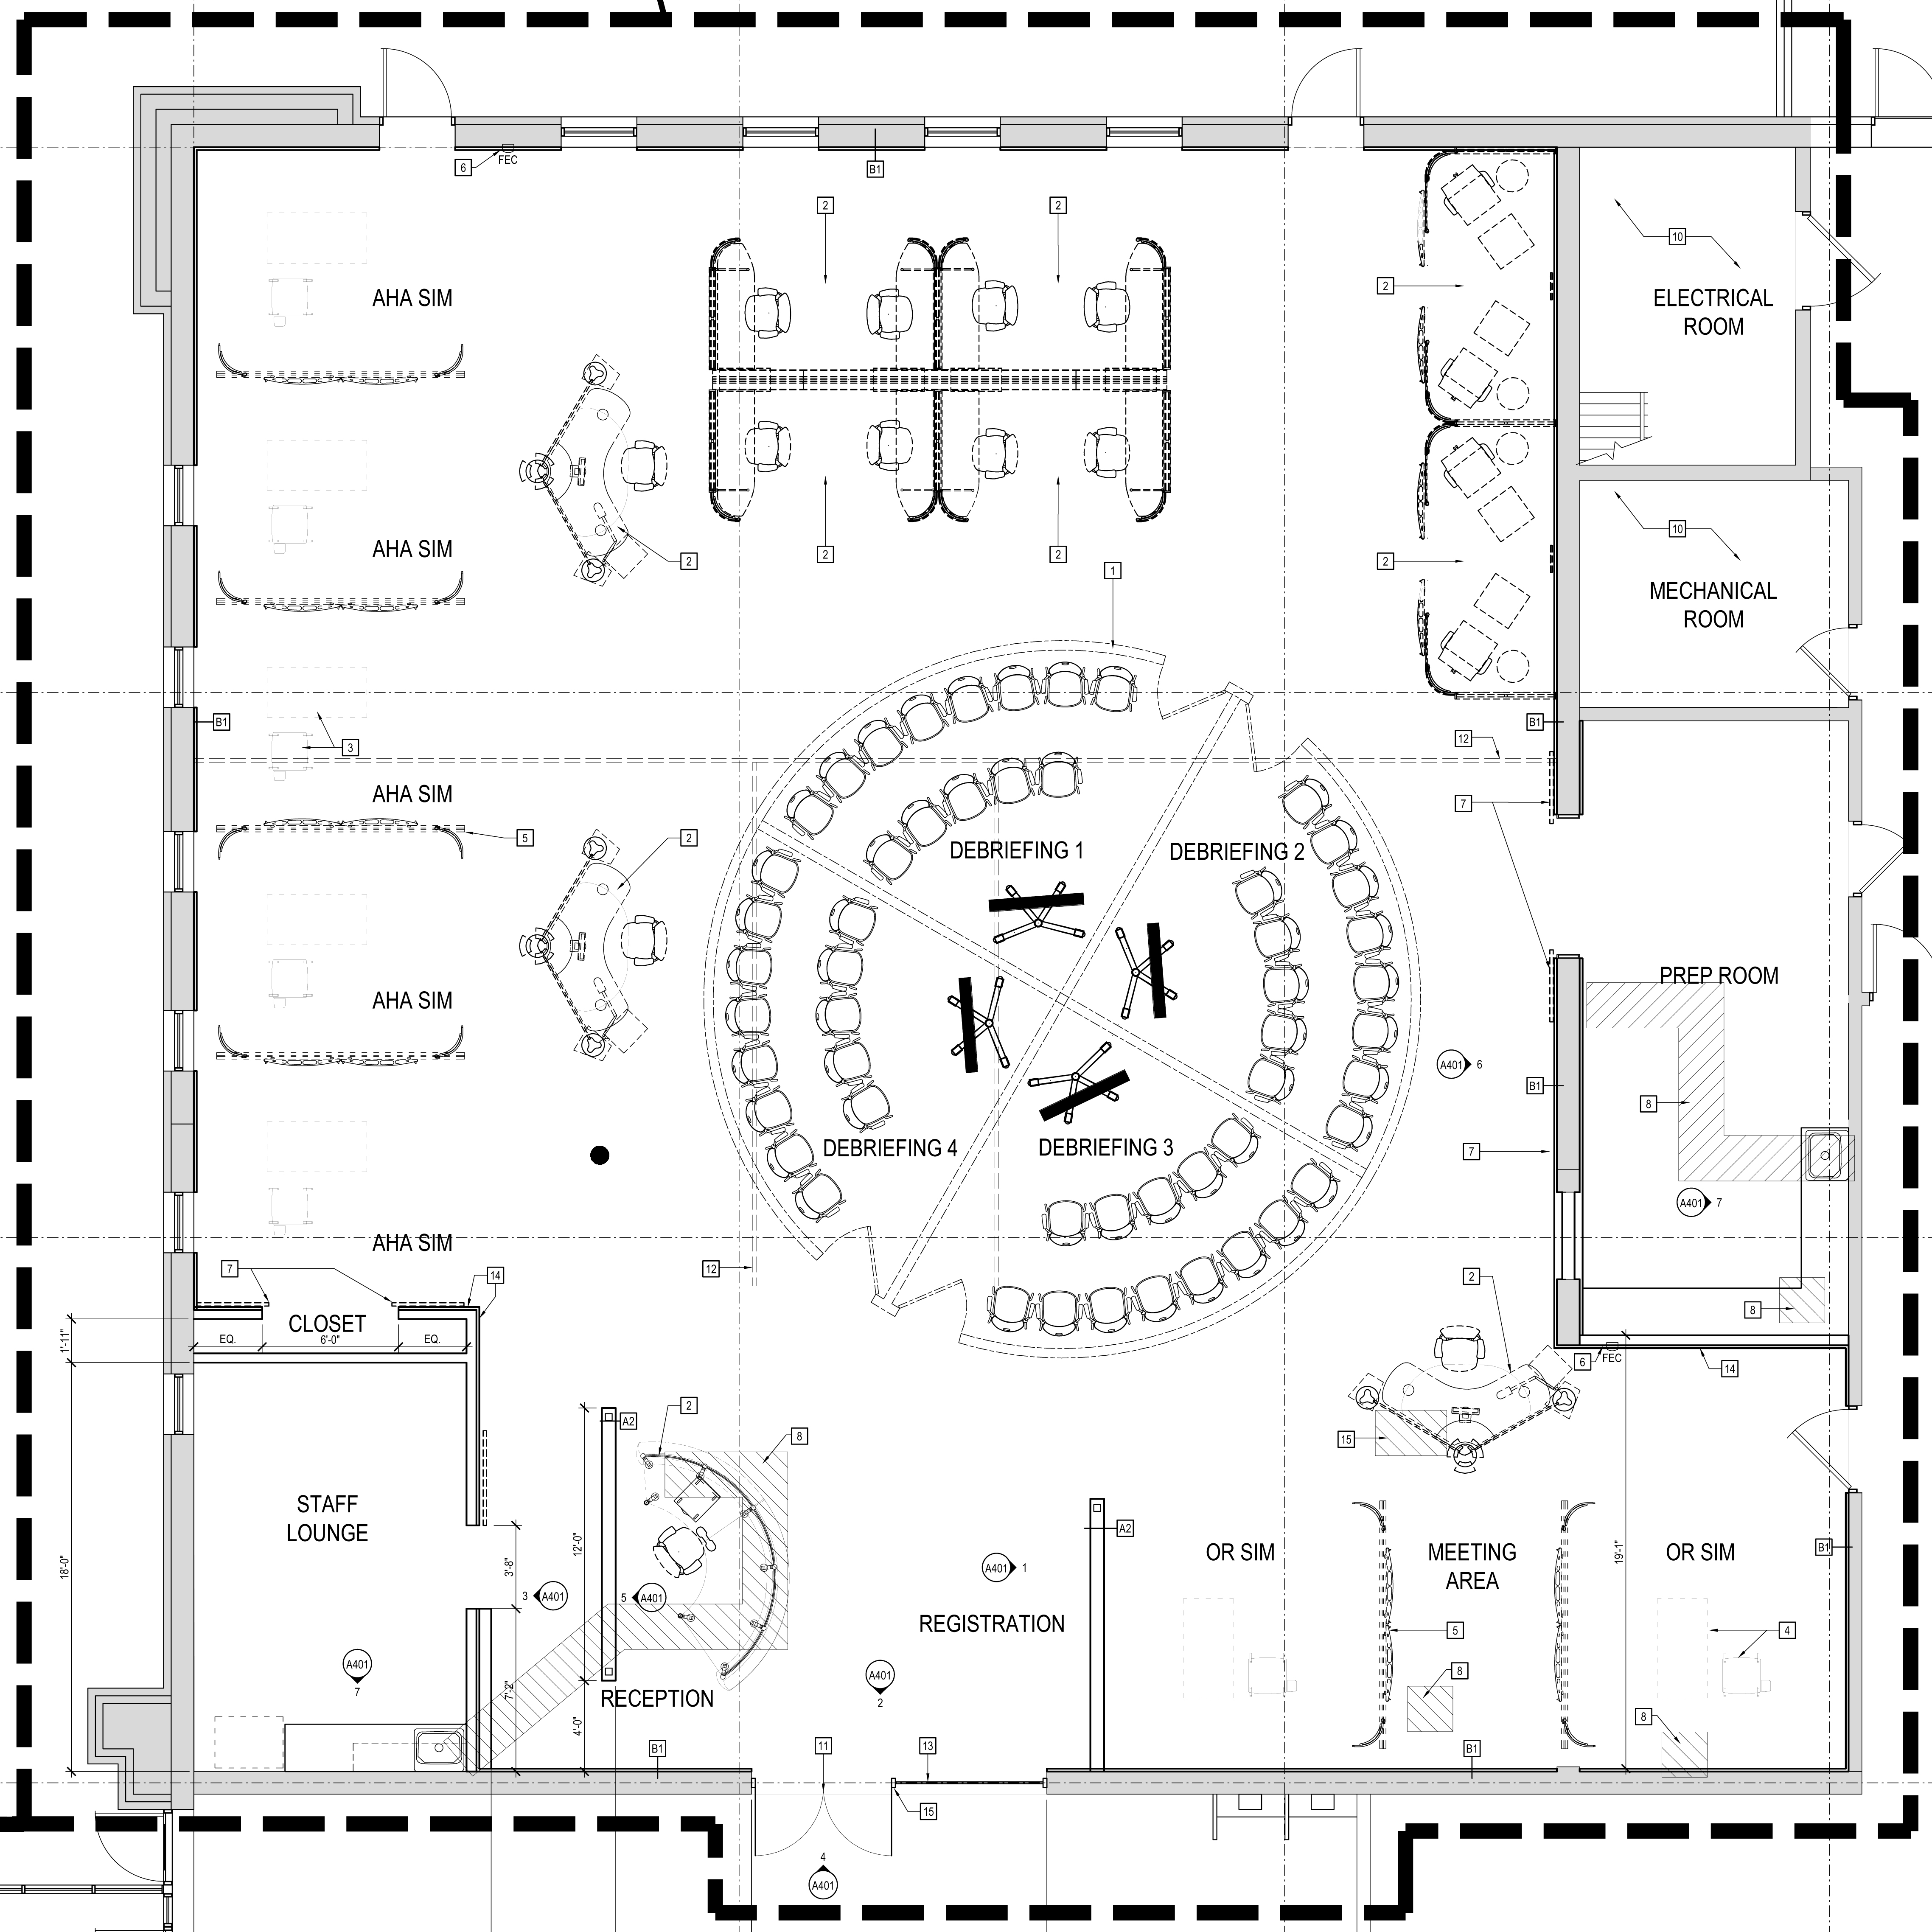 6
FEC
B1
2
2
10
ELECTRICAL
ROOM
2
AHA SIM
10
MECHANICAL
ROOM
AHA SIM
2
2
2
2
1
B1
3
B1
12
7
AHA SIM
5
2
DEBRIEFING 1
DEBRIEFING 2
PREP ROOM
AHA SIM
A401
6
B1
8
DEBRIEFING 4
DEBRIEFING 3
7
A401
7
AHA SIM
7
14
12
2
8
CLOSET
1'-11"
EQ.
6'-0"
EQ.
6
FEC
14
2
A2
8
15
STAFF
LOUNGE
18'-0"
12'-0"
3'-8"
A2
OR SIM
MEETING
AREA
OR SIM
19'-1"
B1
3
A401
5
A401
A401
1
REGISTRATION
5
4
A401
7
A401
2
7'-2"
RECEPTION
8
8
4'-0"
B1
11
13
B1
15
4
A401